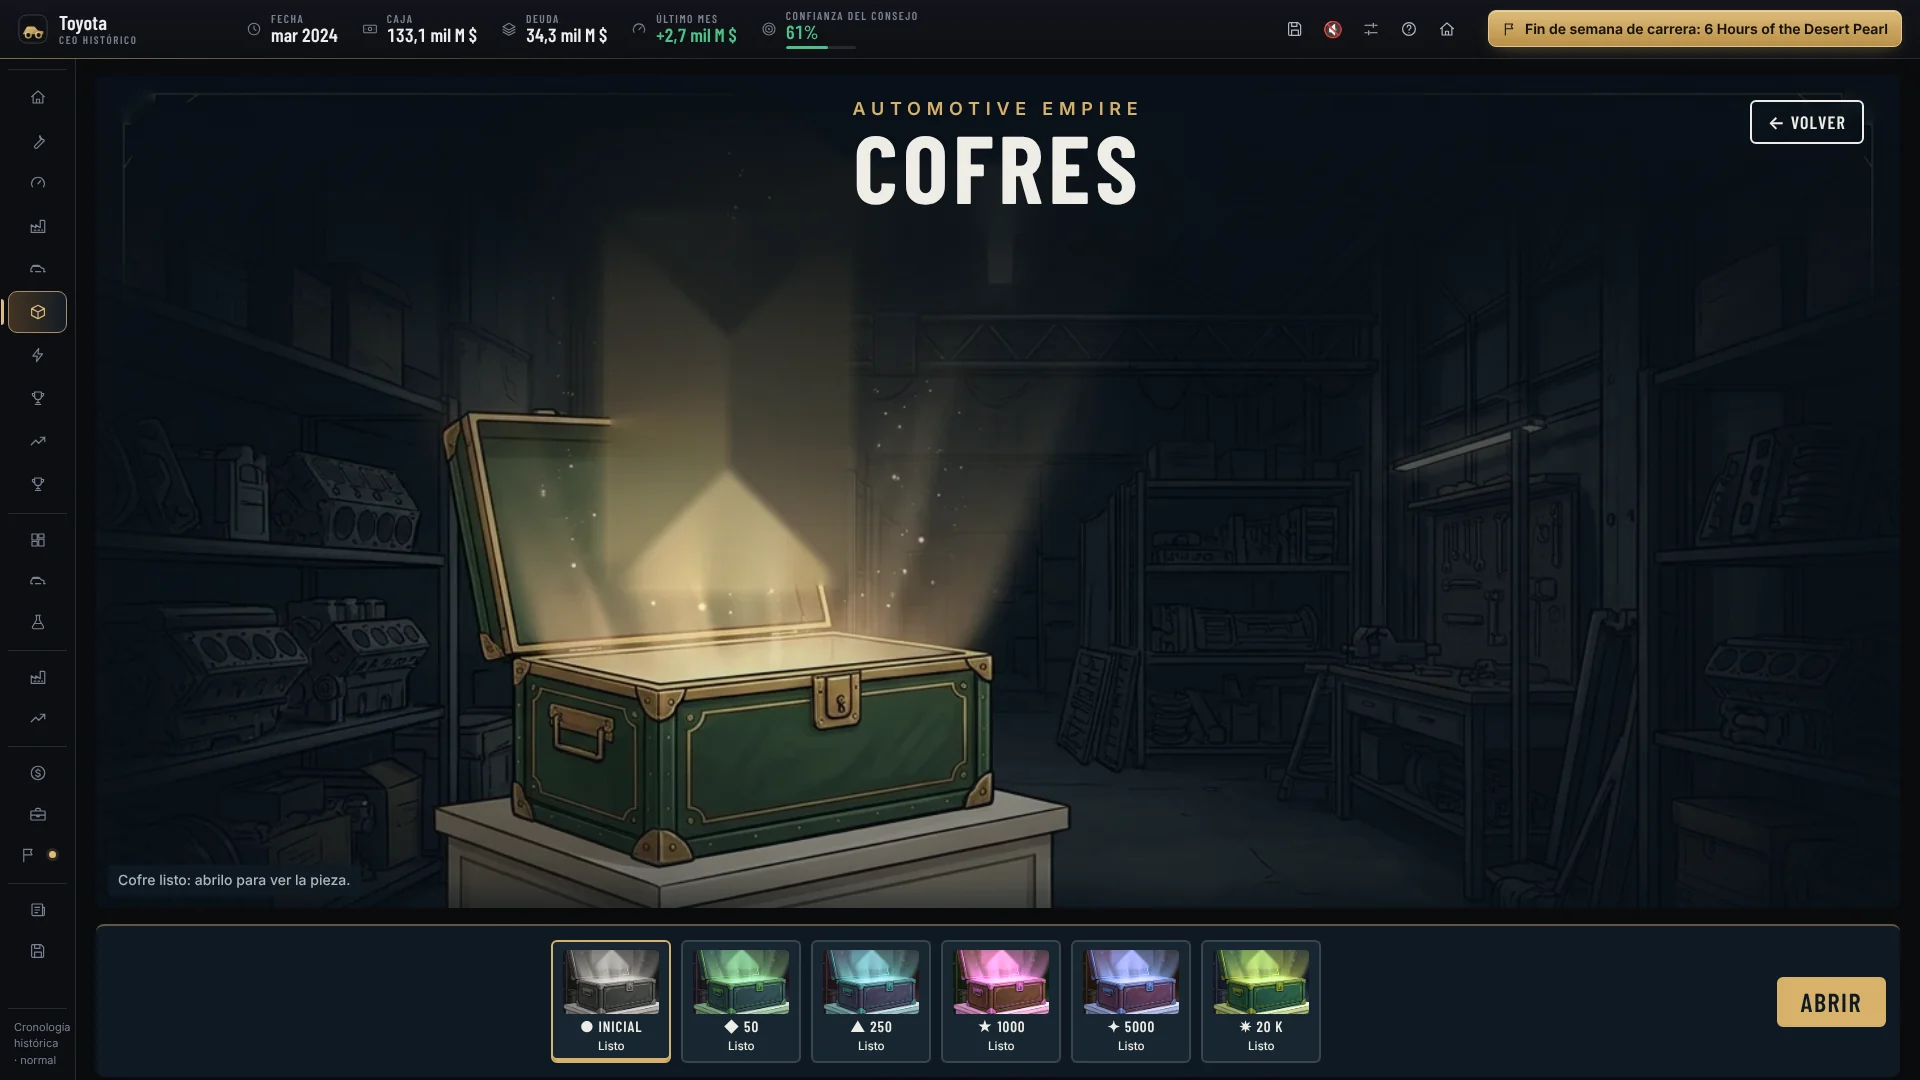 Toyota
CEO HISTÓRICO
FECHA
mar 2024
CAJA
133,1 mil M $
DEUDA
34,3 mil M $
ÚLTIMO MES
+2,7 mil M $
CONFIANZA DEL CONSEJO
61%
Fin de semana de carrera: 6 Hours of the Desert Pearl
AUTOMOTIVE EMPIRE
COFRES
← VOLVER
Cofre listo: abrilo para ver la pieza.
● INICIAL
Listo
◆ 50
Listo
▲ 250
Listo
★ 1000
Listo
✦ 5000
Listo
✷ 20 K
Listo
ABRIR
Cronología
histórica
· normal